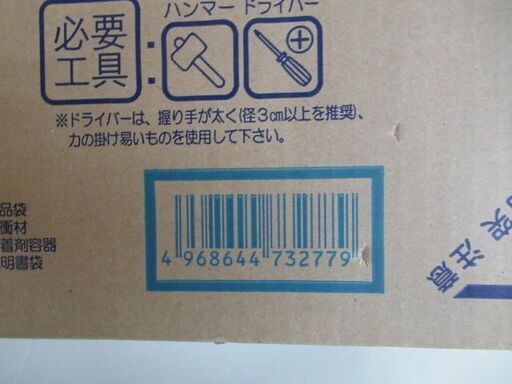 ハンマー ドライバー
必要
工具
:
※ドライバーは、握り手が太く(径3cm以上を推奨)、
力の掛け易いものを使用して下さい。
品袋
衝材
着剤容器
明書袋
4 968644 732779
意 注 突